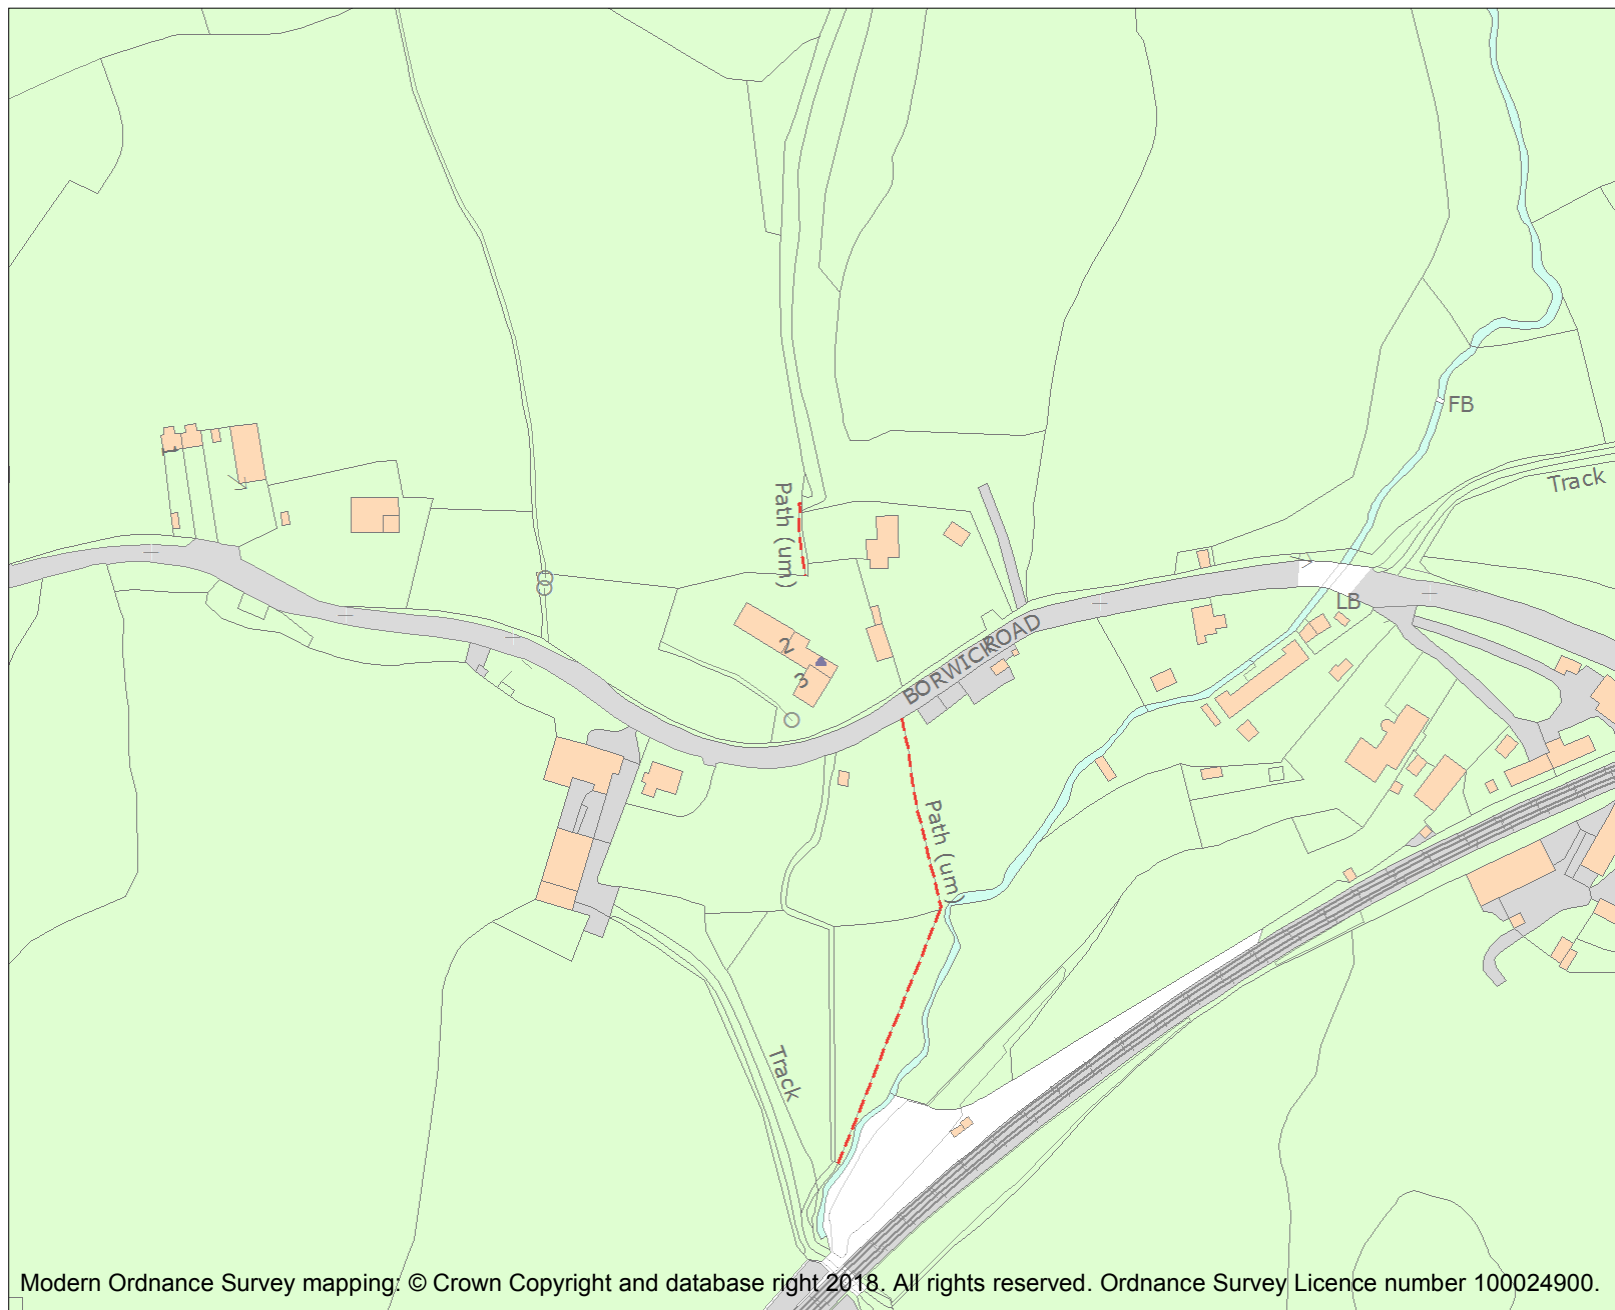 FB
Track
1
Path (um)
LB
BORWICK ROAD
2
3
Path (um)
Track
Modern Ordnance Survey mapping: © Crown Copyright and database right 2018. All rights reserved. Ordnance Survey Licence number 100024900.